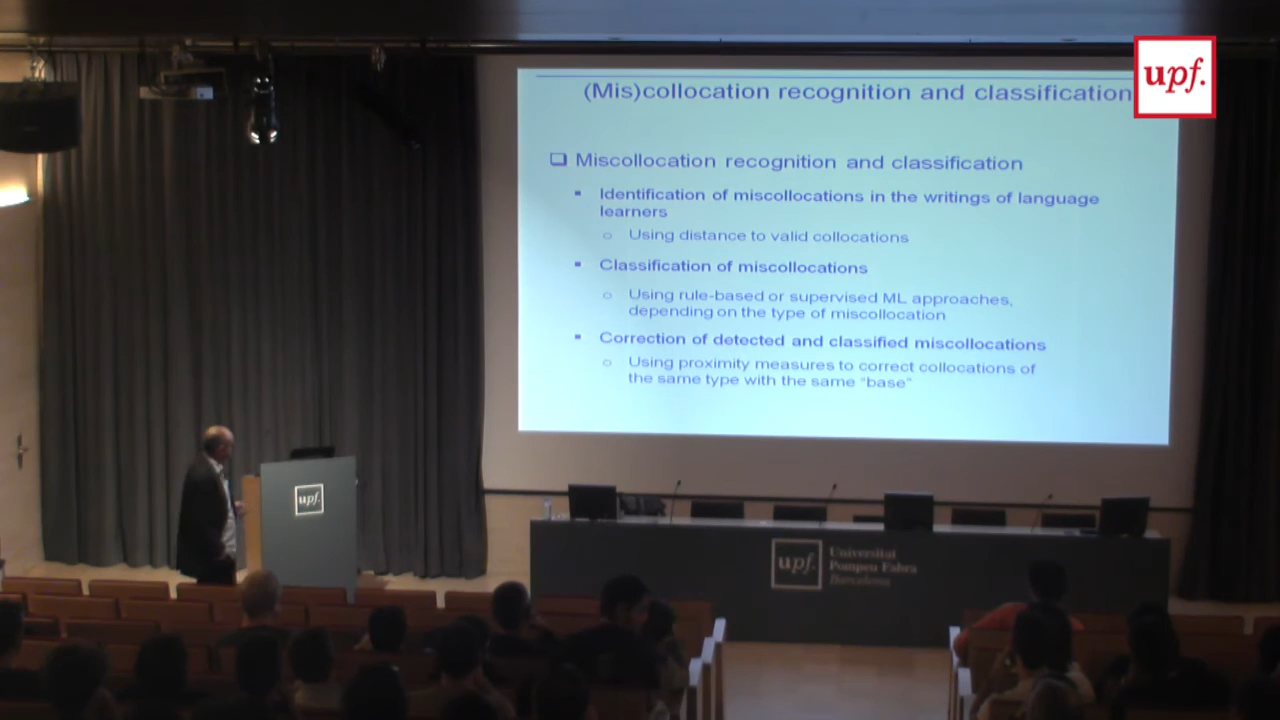 upf.
(Mis)collocation recognition and classification
Miscollocation recognition and classification
Identification of miscollocations in the writings of language
learners
Using distance to valid collocations
Classification of miscollocations
Using rule-based or supervised ML approaches,
depending on the type of miscollocation
Correction of detected and classified miscollocations
Using proximity measures to correct collocations of
the same type with the same “base”
upf.
upf.
Universitat
Pompeu Fabra
Barcelona